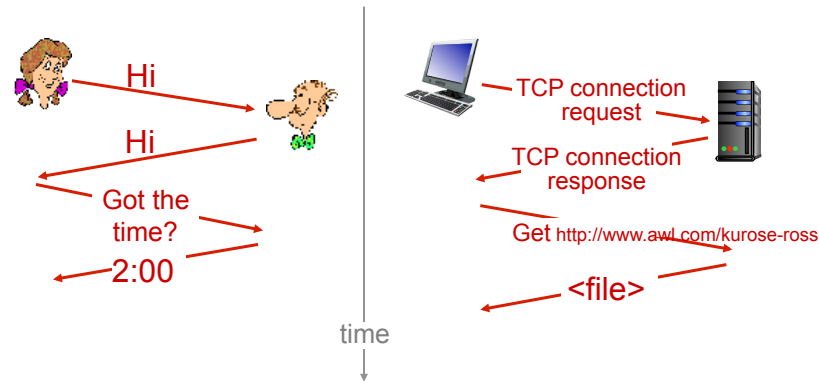 Hi
Hi
Got the
time?
2:00
TCP connection
request
TCP connection
response
Get http://www.awl.com/kurose-ross
<file>
time